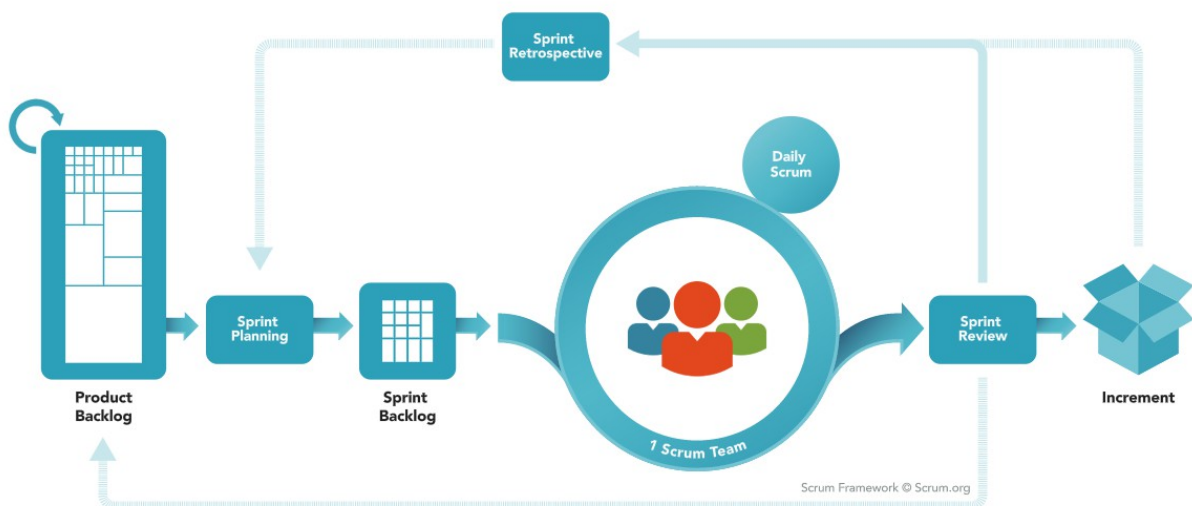 Sprint
Retrospective
Daily
Scrum
Sprint
Planning
Sprint
Review
Product
Backlog
Sprint
Backlog
Increment
1 Scrum Team
Scrum Framework © Scrum.org